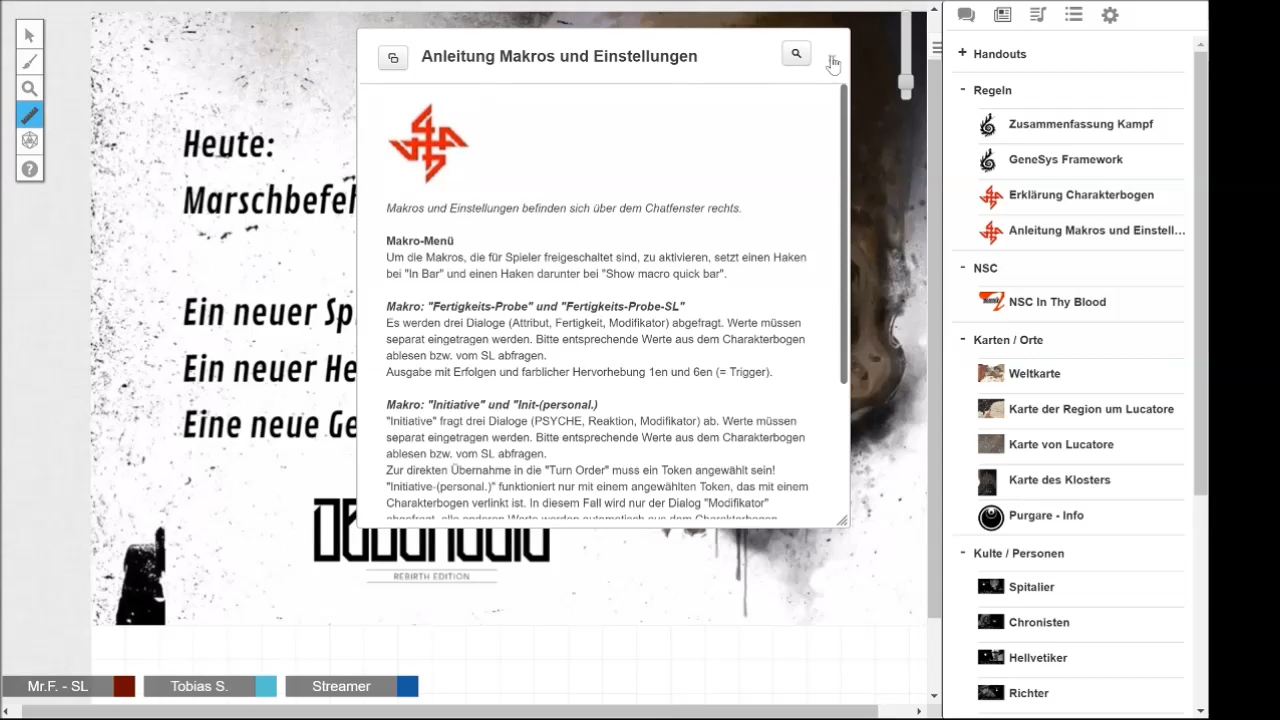 Heute:
Marschbefeh
Ein neuer Sp
Ein neuer He
Eine neue Ge
REBIRTH EDITION
Anleitung Makros und Einstellungen
Makros und Einstellungen befinden sich über dem Chatfenster rechts.
Makro-Menü
Um die Makros, die für Spieler freigeschaltet sind, zu aktivieren, setzt einen Haken
bei "In Bar" und einen Haken darunter bei "Show macro quick bar".
Makro: "Fertigkeits-Probe" und "Fertigkeits-Probe-SL"
Es werden drei Dialoge (Attribut, Fertigkeit, Modifikator) abgefragt. Werte müssen
separat eingetragen werden. Bitte entsprechende Werte aus dem Charakterbogen
ablesen bzw. vom SL abfragen.
Ausgabe mit Erfolgen und farblicher Hervorhebung 1en und 6en (= Trigger).
Makro: "Initiative" und "Init-(personal.)
"Initiative" fragt drei Dialoge (PSYCHE, Reaktion, Modifikator) ab. Werte müssen
separat eingetragen werden. Bitte entsprechende Werte aus dem Charakterbogen
ablesen bzw. vom SL abfragen.
Zur direkten Übernahme in die "Turn Order" muss ein Token angewählt sein!
"Initiative-(personal.)" funktioniert nur mit einem angewählten Token, das mit einem
Charakterbogen verlinkt ist. In diesem Fall wird nur der Dialog "Modifikator"
Handouts
Regeln
Zusammenfassung Kampf
GeneSys Framework
Erklärung Charakterbogen
Anleitung Makros und Einstell...
NSC
NSC In Thy Blood
Karten / Orte
Weltkarte
Karte der Region um Lucatore
Karte von Lucatore
Karte des Klosters
Purgare - Info
Kulte / Personen
Spitalier
Chronisten
Hellvetiker
Richter
Mr.F. - SL
Tobias S.
Streamer